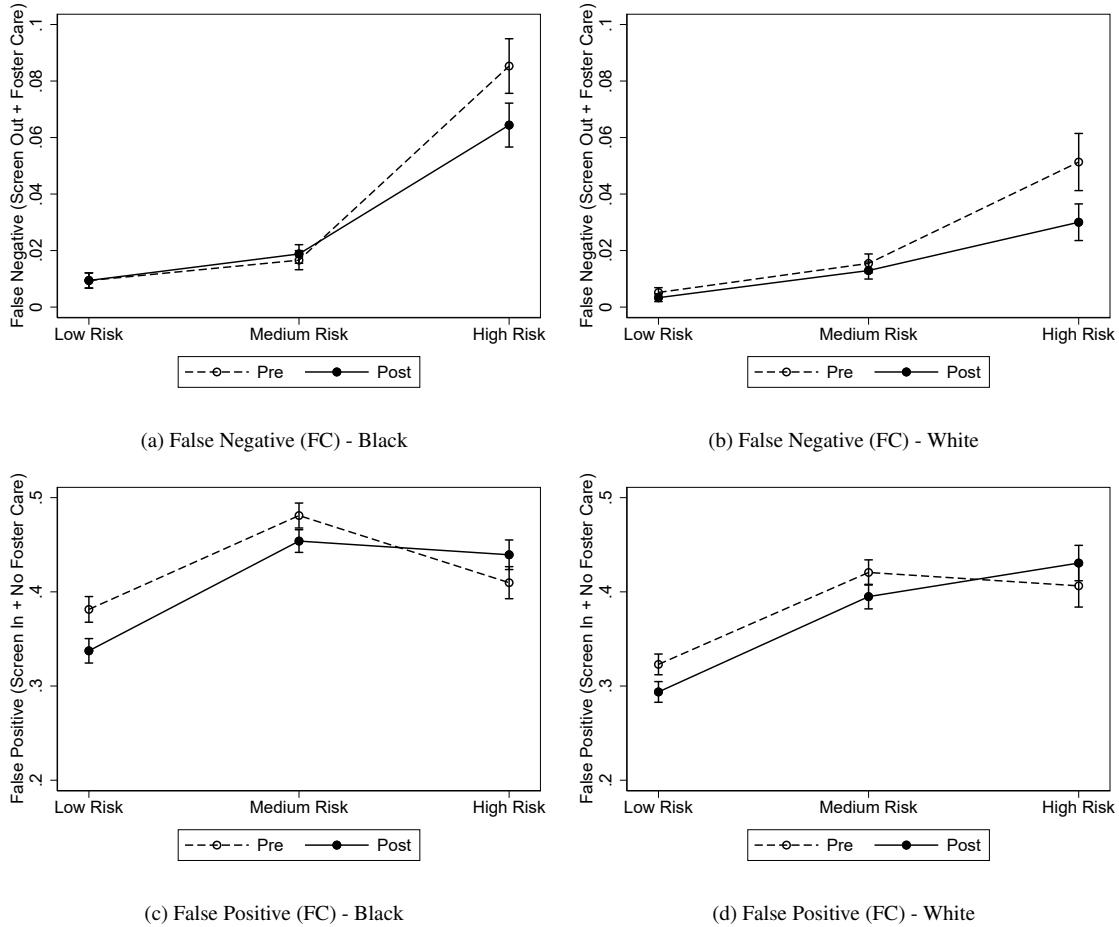 False Negative (Screen Out + Foster Care)
.1
.08
.06
.04
.02
0
Low Risk Medium Risk High Risk
Pre Post
(a) False Negative (FC) - Black
False Negative (Screen Out + Foster Care)
.1
.08
.06
.04
.02
0
Low Risk Medium Risk High Risk
Pre Post
(b) False Negative (FC) - White
False Positive (Screen In + No Foster Care)
.5
.4
.3
.2
Low Risk Medium Risk High Risk
Pre Post
(c) False Positive (FC) - Black
False Positive (Screen In + No Foster Care)
.5
.4
.3
.2
Low Risk Medium Risk High Risk
Pre Post
(d) False Positive (FC) - White